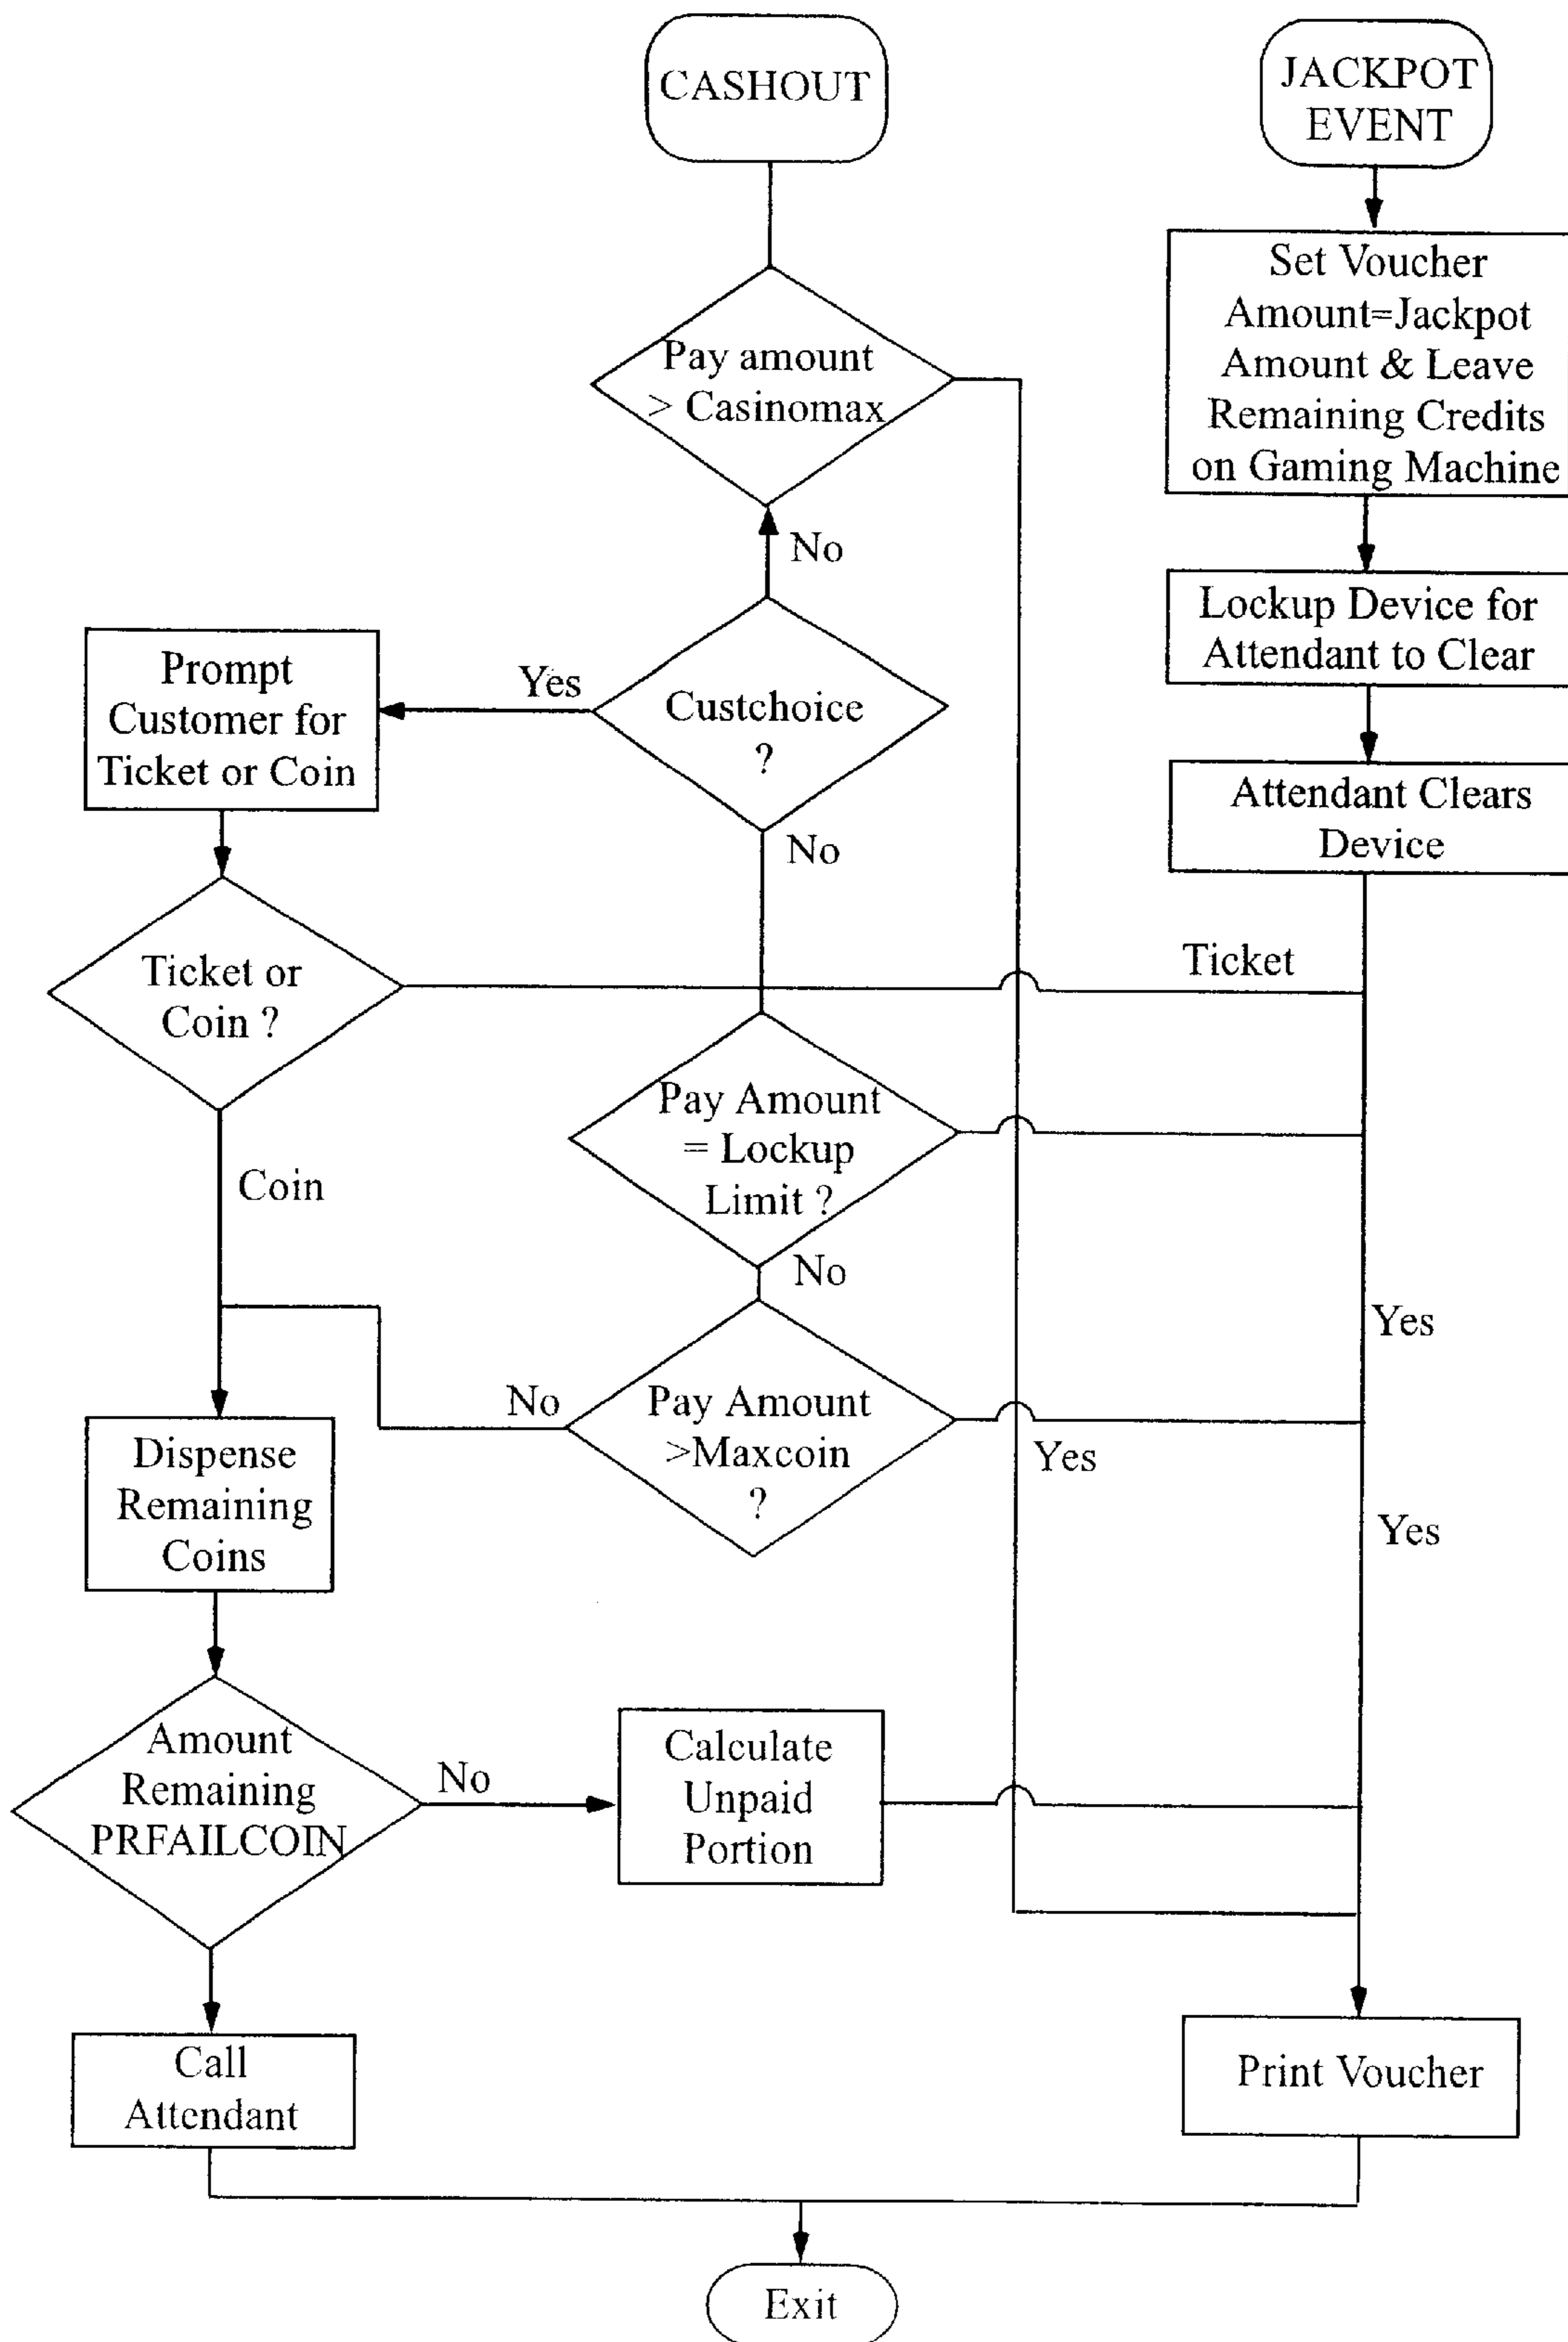 CASHOUT
JACKPOT
EVENT
Pay amount
> Casinomax
Set Voucher
Amount=Jackpot
Amount & Leave
Remaining Credits
on Gaming Machine
No
Lockup Device for
Attendant to Clear
Prompt
Customer for
Ticket or Coin
Yes
Custchoice
?
Attendant Clears
Device
No
Ticket or
Coin ?
Ticket
Pay Amount
= Lockup
Limit ?
Coin
No
Yes
No
Pay Amount
>Maxcoin
?
Yes
Yes
Dispense
Remaining
Coins
Amount
Remaining
PRFAILCOIN
No
Calculate
Unpaid
Portion
Call
Attendant
Print Voucher
Exit